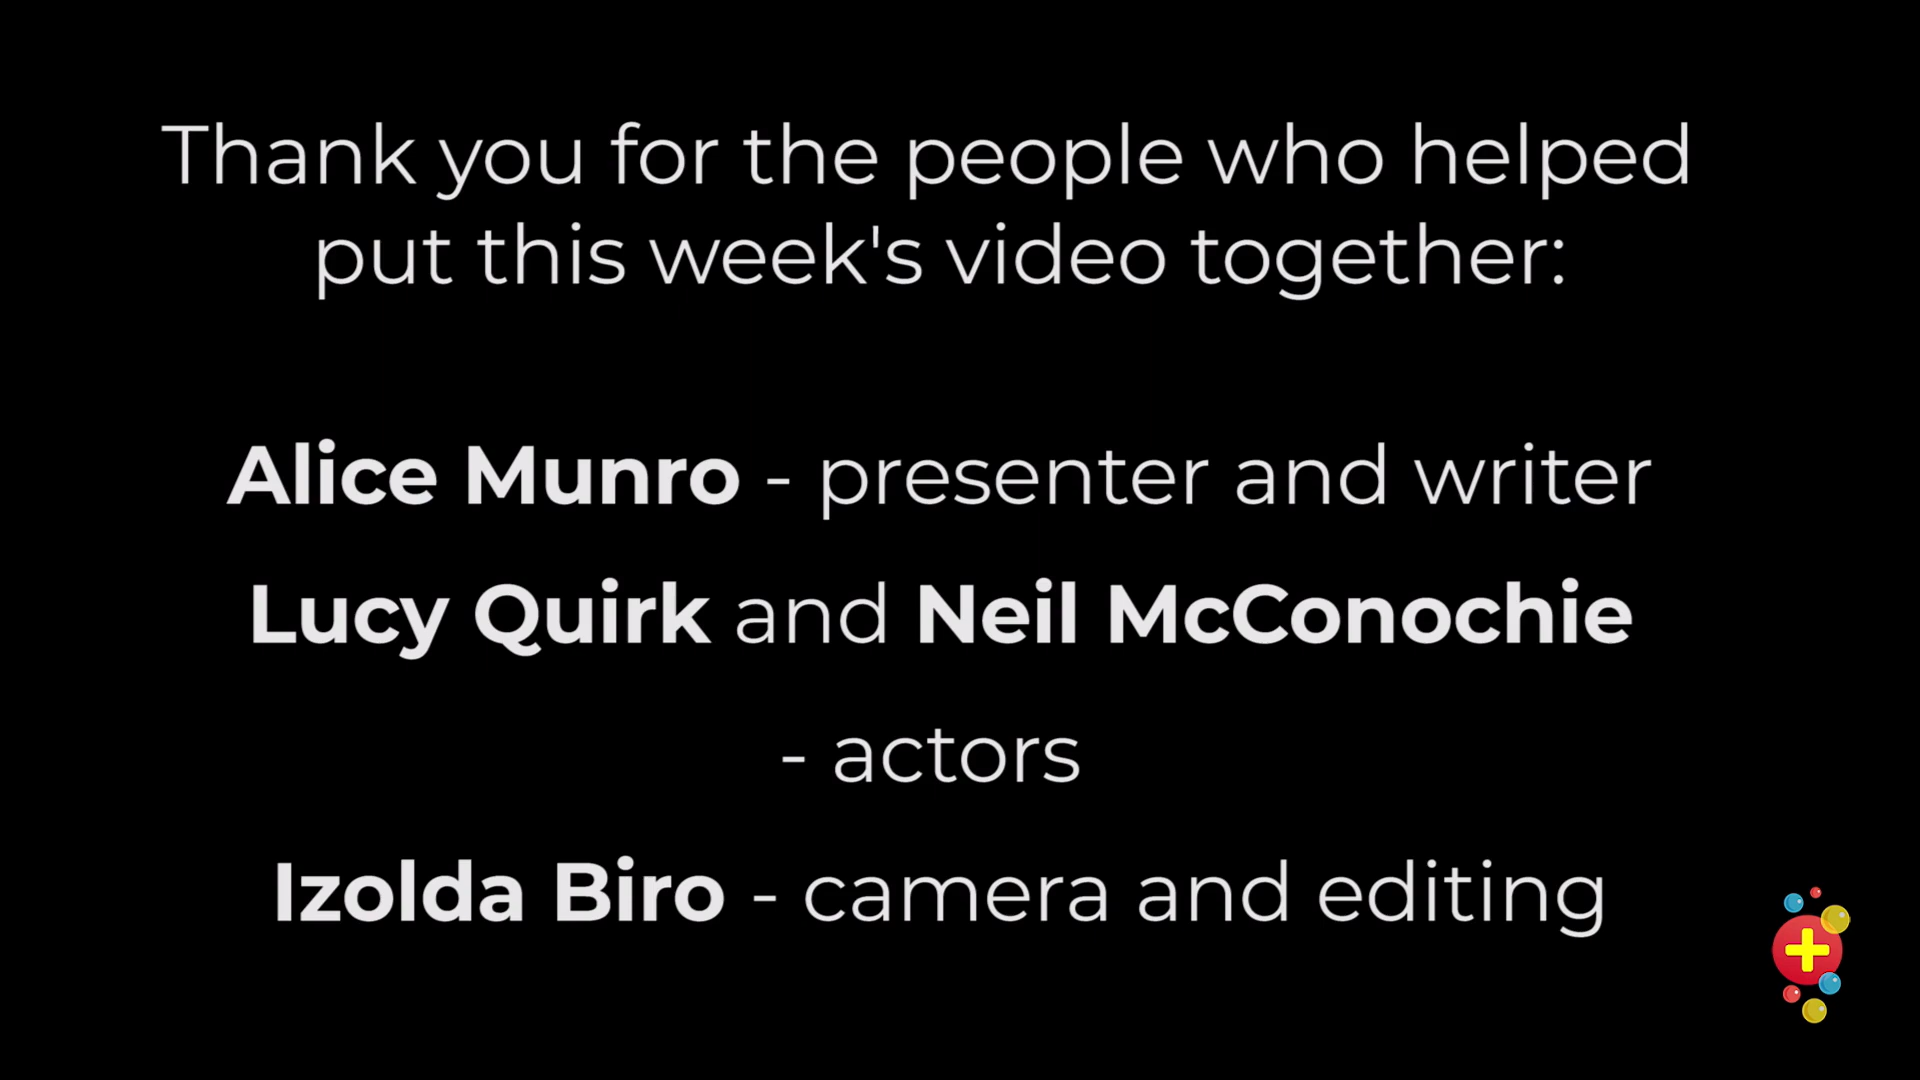 Thank you for the people who helped
put this week's video together:
Alice Munro - presenter and writer
Lucy Quirk and Neil McConochie
- actors
Izolda Biro - camera and editing